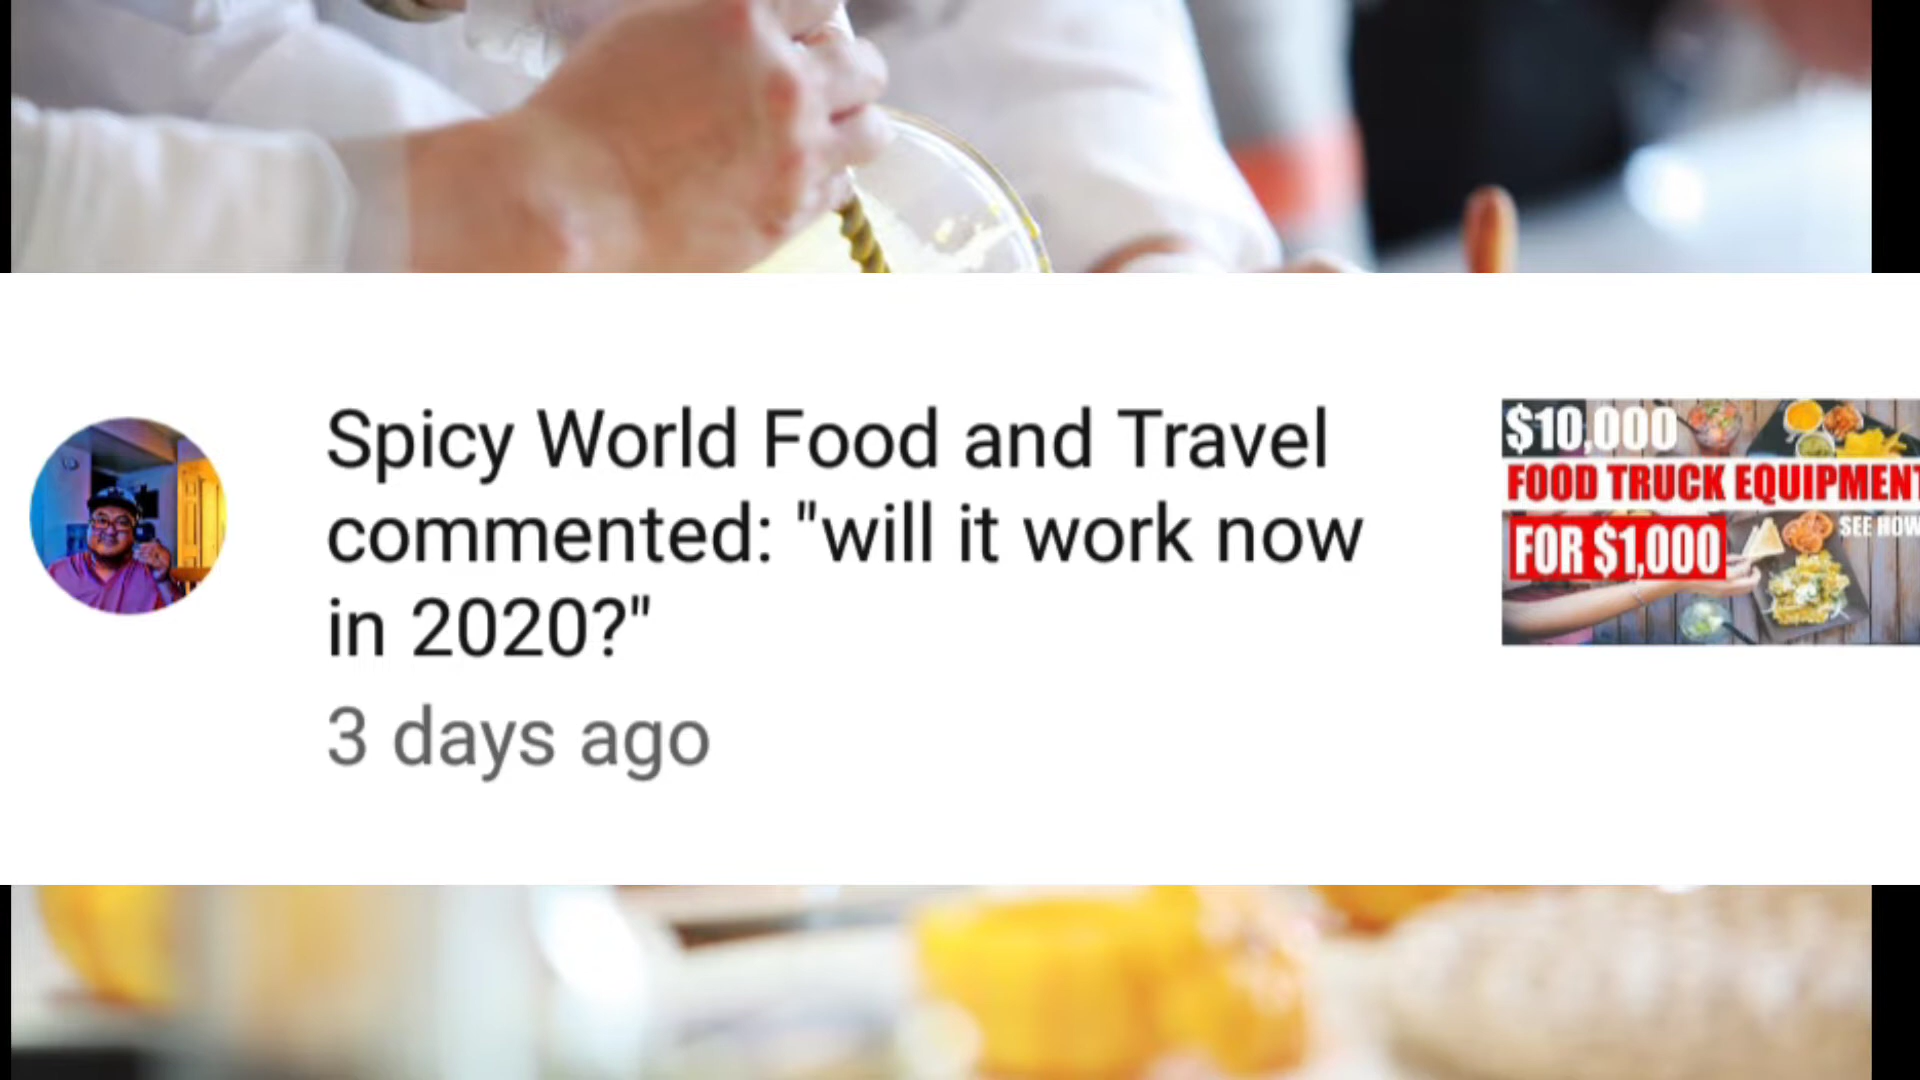 Spicy World Food and Travel
commented: "will it work now
in 2020?"
3 days ago
$10,000
FOOD TRUCK EQUIPMENT
FOR $1,000
SEE HOW